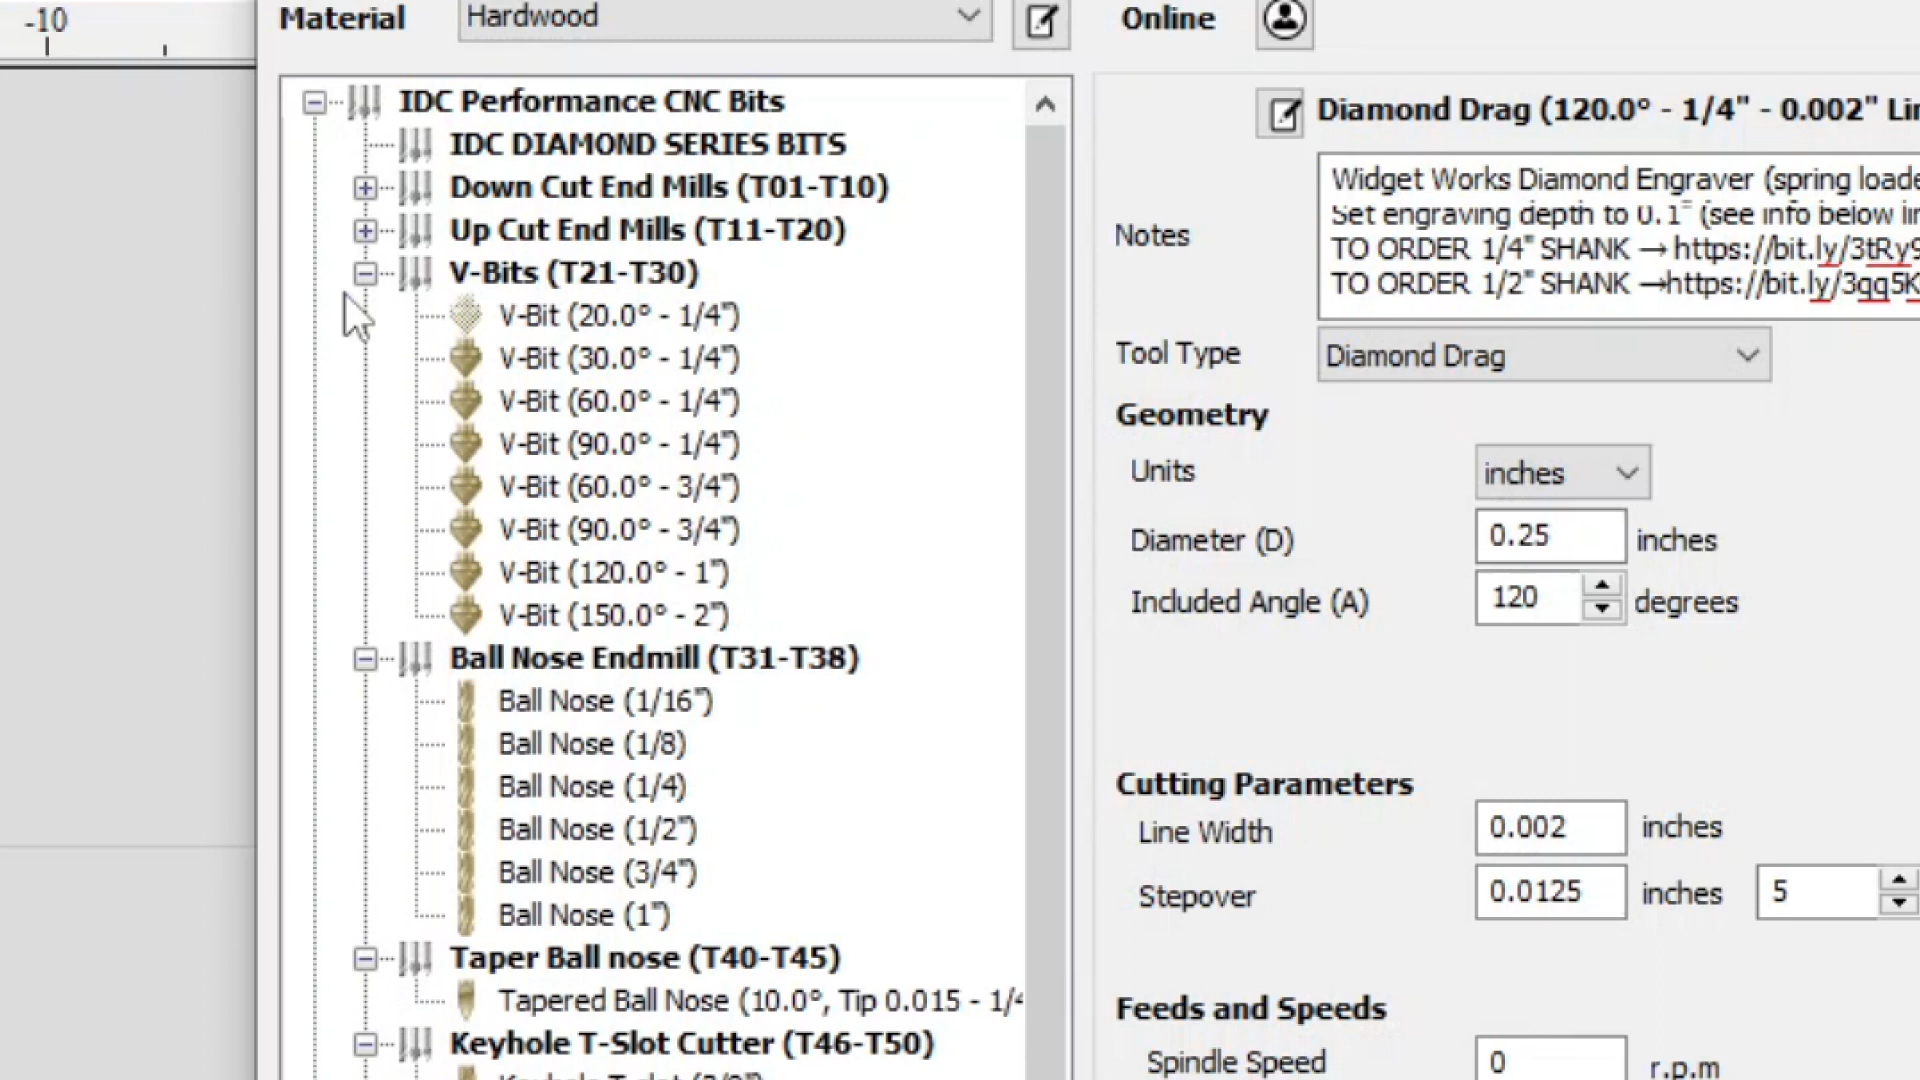 -10
Material
Hardwood
Online
IDC Performance CNC Bits
IDC DIAMOND SERIES BITS
Down Cut End Mills (T01-T10)
Up Cut End Mills (T11-T20)
V-Bits (T21-T30)
V-Bit (20.0° - 1/4")
V-Bit (30.0° - 1/4")
V-Bit (60.0° - 1/4")
V-Bit (90.0° - 1/4")
V-Bit (60.0° - 3/4")
V-Bit (90.0° - 3/4")
V-Bit (120.0° - 1")
V-Bit (150.0° - 2")
Ball Nose Endmill (T31-T38)
Ball Nose (1/16")
Ball Nose (1/8)
Ball Nose (1/4)
Ball Nose (1/2")
Ball Nose (3/4")
Ball Nose (1")
Taper Ball nose (T40-T45)
Tapered Ball Nose (10.0°, Tip 0.015 - 1/4
Keyhole T-Slot Cutter (T46-T50)
Diamond Drag (120.0° - 1/4" - 0.002" Lin
Notes
Widget Works Diamond Engraver (spring loade
Set engraving depth to 0.1" (see info below in
TO ORDER 1/4" SHANK → https://bit.ly/3tRy9
TO ORDER 1/2" SHANK →https://bit.ly/3qq5K
Tool Type
Diamond Drag
Geometry
Units
inches
Diameter (D)
0.25
inches
Included Angle (A)
120
degrees
Cutting Parameters
Line Width
0.002
inches
Stepover
0.0125
inches
5
Feeds and Speeds
Spindle Speed
0
r.p.m